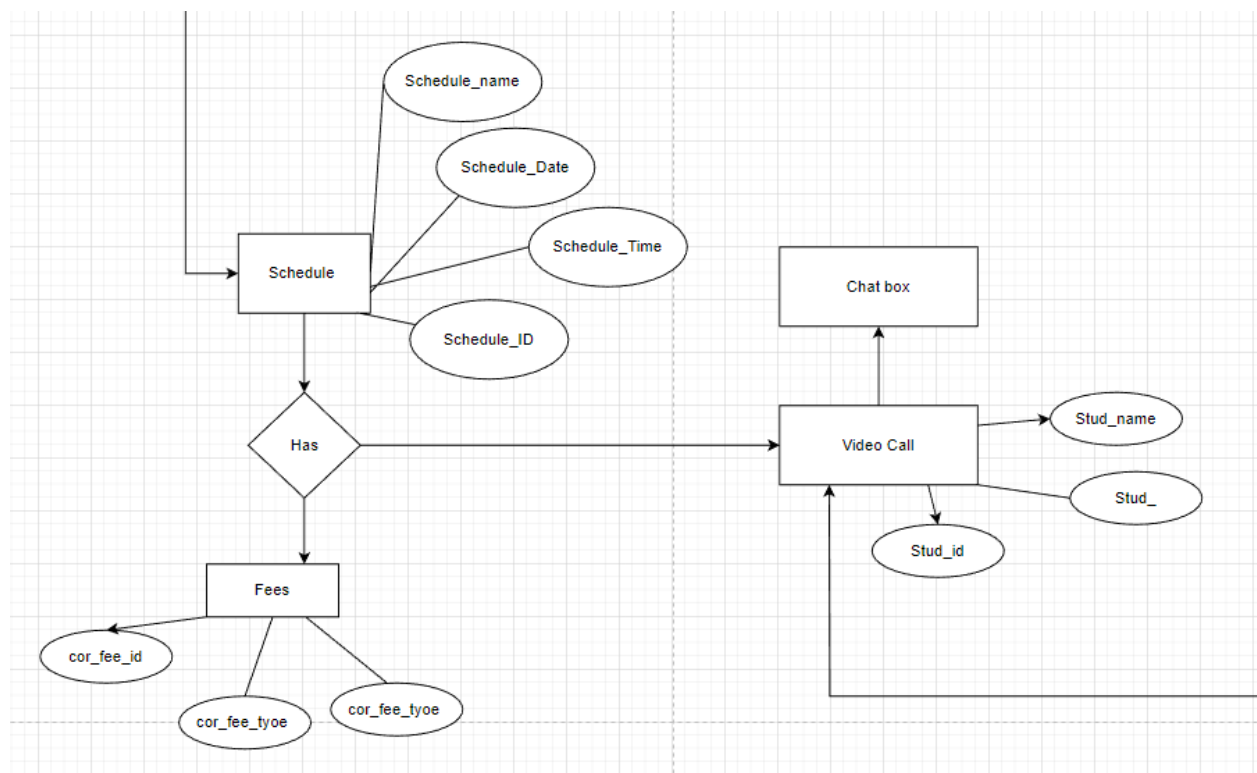 Schedule_name
Schedule_Date
Schedule_Time
Schedule
Chat box
Schedule_ID
Stud_name
Has
Video Call
Stud_
Stud_id
Fees
cor_fee_id
cor_fee_tyoe
cor_fee_tyoe